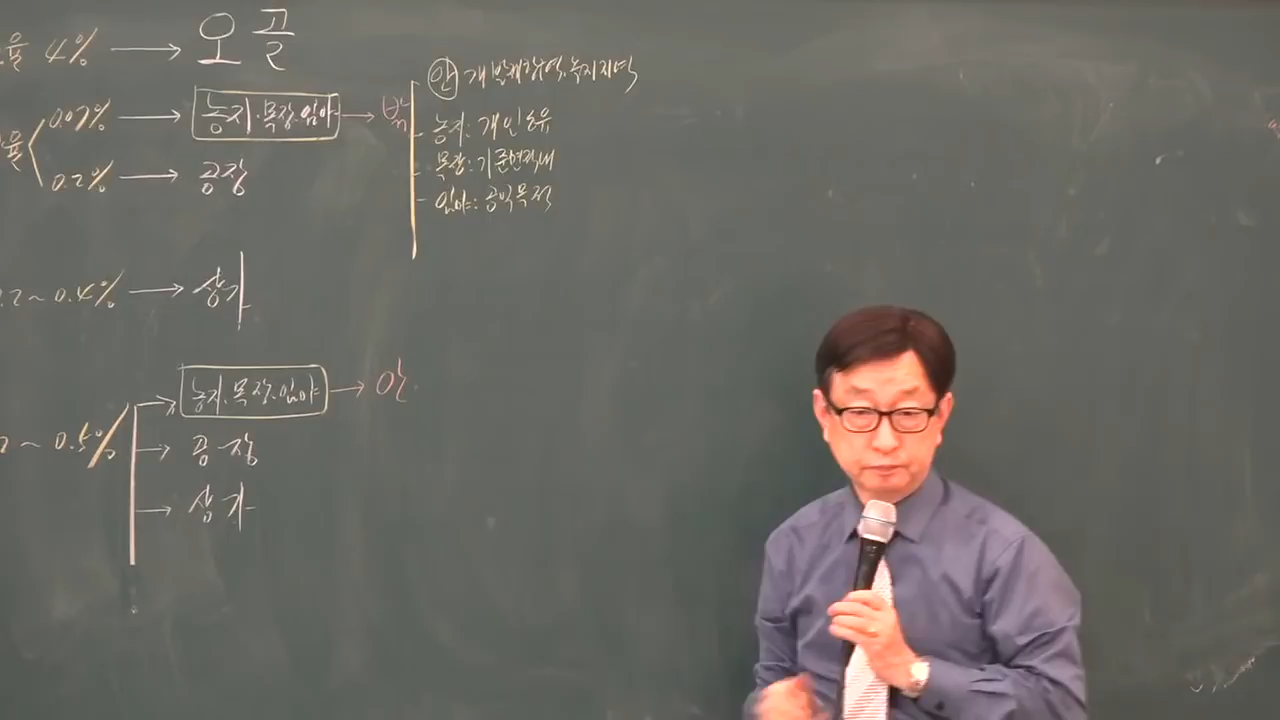 율 4% → 오 골
율 0.07% → 농지·목장·임야 → 밖
0.2% → 공장
안 개발제한구역, 녹지지역
농지: 개인소유
목장: 기준면적내
임야: 공익목적
.2 ~ 0.4% → 상가
~ 0.5% → 농지·목장·임야 → 안
→ 공장
→ 상가